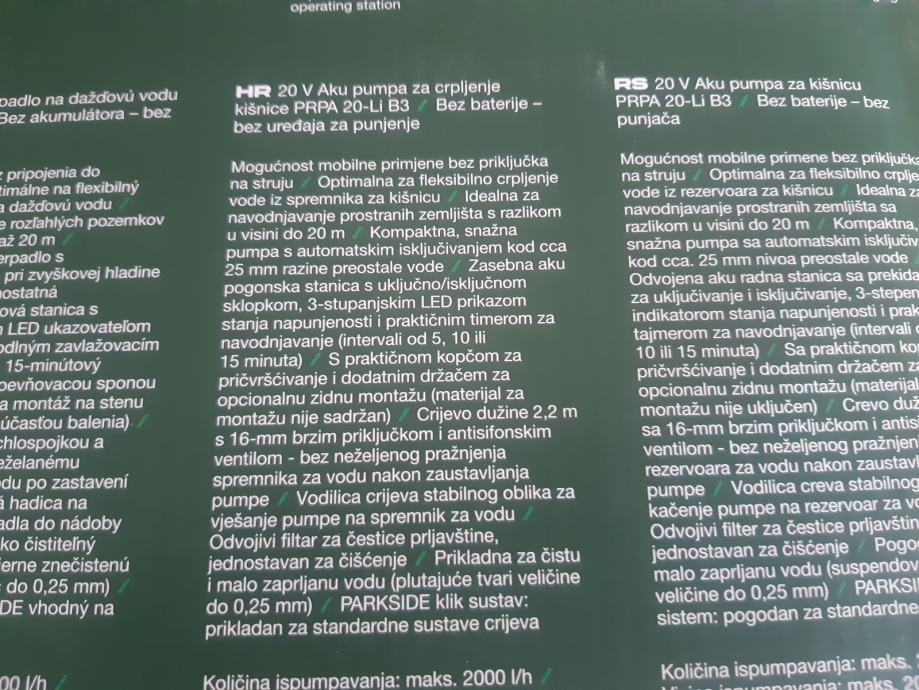 operating station
padlo na dažďovú vodu
Bez akumulátora – bez
z pripojenia do
timálne na flexibilný
a dažďovú vodu /
e rozľahlých pozemkov
až 20 m /
erpadlo s
pri zvyškovej hladine
nostatná
ová stanica s
n LED ukazovateľom
odlným zavlažovacím
15-minútový
pevňovacou sponou
a montáž na stenu
účasťou balenia) /
chlospojkou a
eželanému
du po zastavení
á hadica na
adla do nádoby
ko čistiteľný
ierne znečistenú
do 0,25 mm) /
DE vhodný na
00 l/h /
HR 20 V Aku pumpa za crpljenje
kišnice PRPA 20-Li B3 / Bez baterije –
bez uređaja za punjenje
Mogućnost mobilne primjene bez priključka
na struju / Optimalna za fleksibilno crpljenje
vode iz spremnika za kišnicu / Idealna za
navodnjavanje prostranih zemljišta s razlikom
u visini do 20 m / Kompaktna, snažna
pumpa s automatskim isključivanjem kod cca
25 mm razine preostale vode / Zasebna aku
pogonska stanica s uključno/isključnom
sklopkom, 3-stupanjskim LED prikazom
stanja napunjenosti i praktičnim timerom za
navodnjavanje (intervali od 5, 10 ili
15 minuta) / S praktičnom kopčom za
pričvršćivanje i dodatnim držačem za
opcionalnu zidnu montažu (materijal za
montažu nije sadržan) / Crijevo dužine 2,2 m
s 16-mm brzim priključkom i antisifonskim
ventilom - bez neželjenog pražnjenja
spremnika za vodu nakon zaustavljanja
pumpe / Vodilica crijeva stabilnog oblika za
vješanje pumpe na spremnik za vodu /
Odvojivi filtar za čestice prljavštine,
jednostavan za čišćenje / Prikladna za čistu
i malo zaprljanu vodu (plutajuće tvari veličine
do 0,25 mm) / PARKSIDE klik sustav:
prikladan za standardne sustave crijeva
Količina ispumpavanja: maks. 2000 l/h /
RS 20 V Aku pumpa za kišnicu
PRPA 20-Li B3 / Bez baterije – bez
punjača
Mogućnost mobilne primene bez priključka
na struju / Optimalna za fleksibilno crplje
vode iz rezervoara za kišnicu / Idealna za
navodnjavanje prostranih zemljišta sa
razlikom u visini do 20 m / Kompaktna,
snažna pumpa sa automatskim isključiv
kod cca. 25 mm nivoa preostale vode /
Odvojena aku radna stanica sa prekida
za uključivanje i isključivanje, 3-stepen
indikatorom stanja napunjenosti i prak
tajmerom za navodnjavanje (intervali
10 ili 15 minuta) / Sa praktičnom ko
pričvršćivanje i dodatnim držačem za
opcionalnu zidnu montažu (materijal
montažu nije uključen) / Crevo duž
sa 16-mm brzim priključkom i antis
ventilom - bez neželjenog pražnjen
rezervoara za vodu nakon zaustavl
pumpe / Vodilica creva stabilnog
kačenje pumpe na rezervoar za vo
Odvojivi filter za čestice prljavštin
jednostavan za čišćenje / Pogo
malo zaprljanu vodu (suspendov
veličine do 0,25 mm) / PARKS
sistem: pogodan za standardne
Količina ispumpavanja: maks.